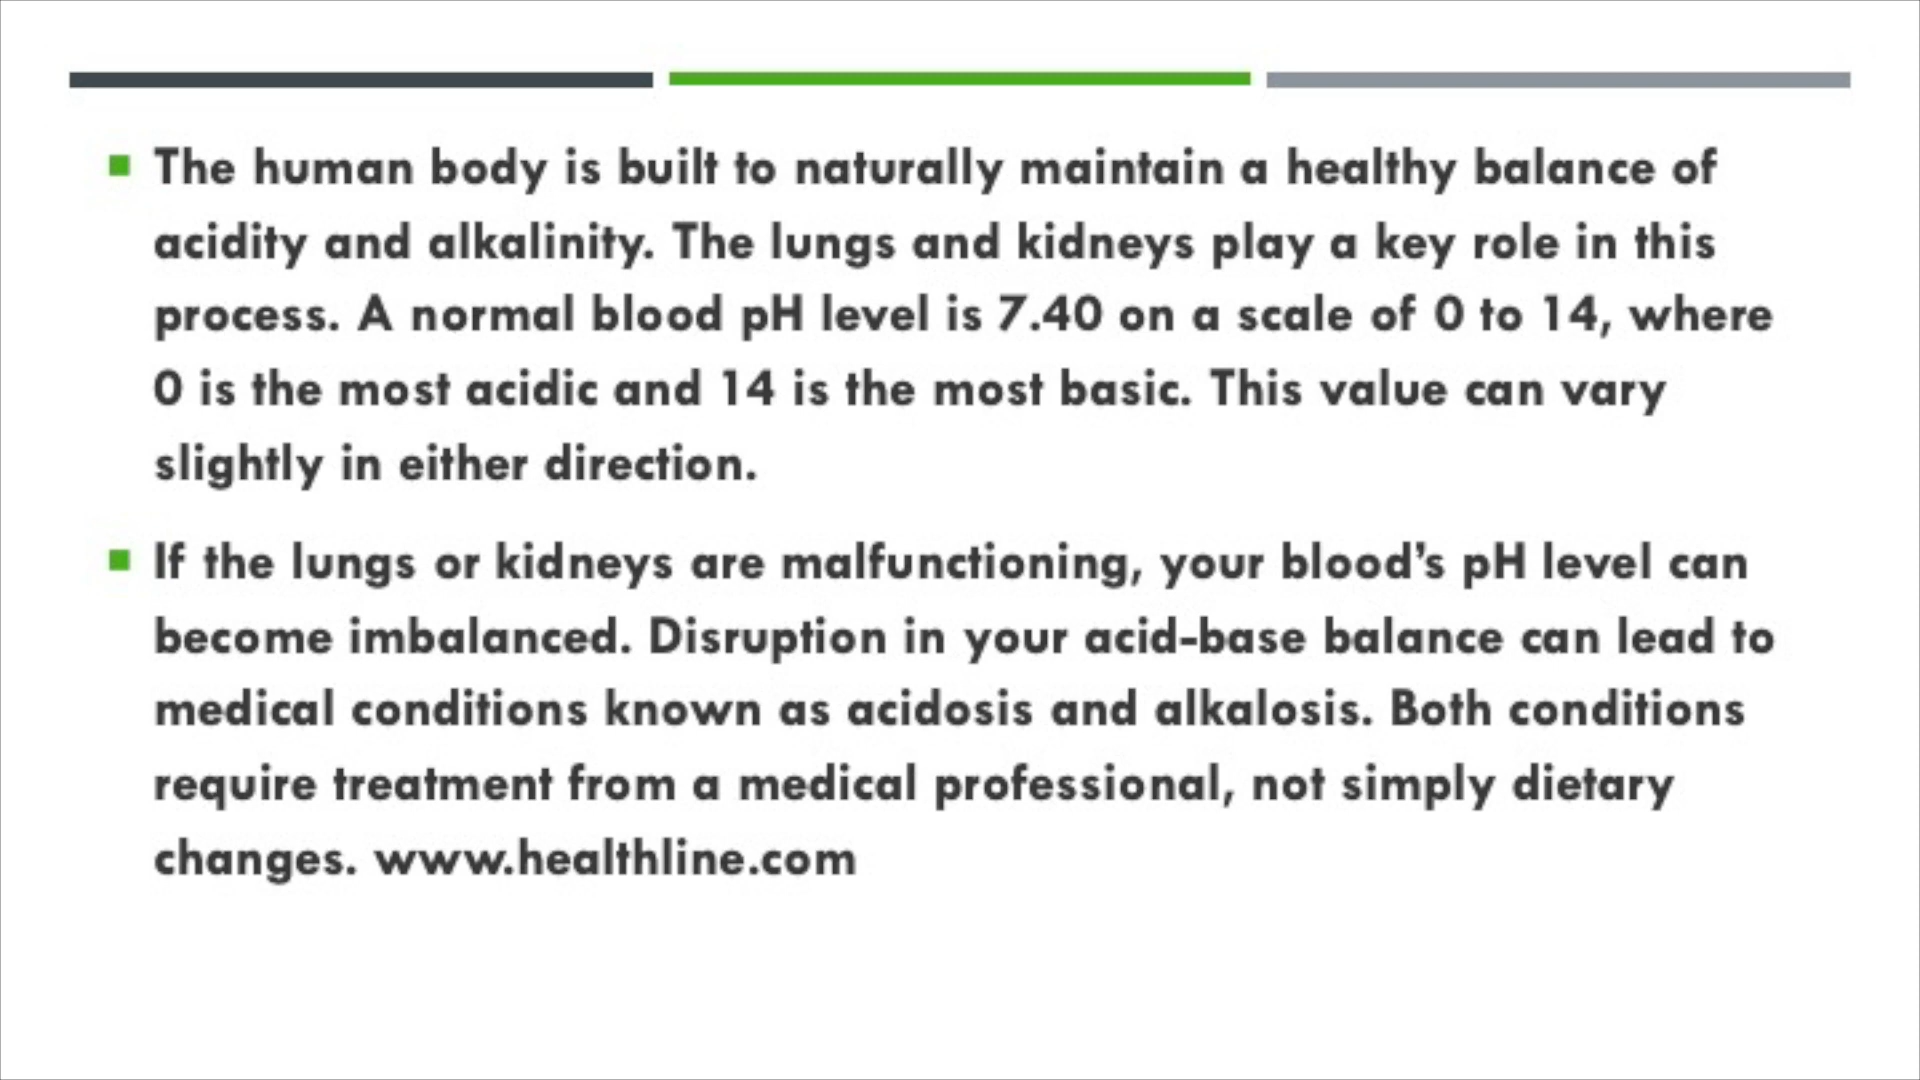 The human body is built to naturally maintain a healthy balance of
acidity and alkalinity. The lungs and kidneys play a key role in this
process. A normal blood pH level is 7.40 on a scale of 0 to 14, where
0 is the most acidic and 14 is the most basic. This value can vary
slightly in either direction.
If the lungs or kidneys are malfunctioning, your blood’s pH level can
become imbalanced. Disruption in your acid-base balance can lead to
medical conditions known as acidosis and alkalosis. Both conditions
require treatment from a medical professional, not simply dietary
changes. www.healthline.com